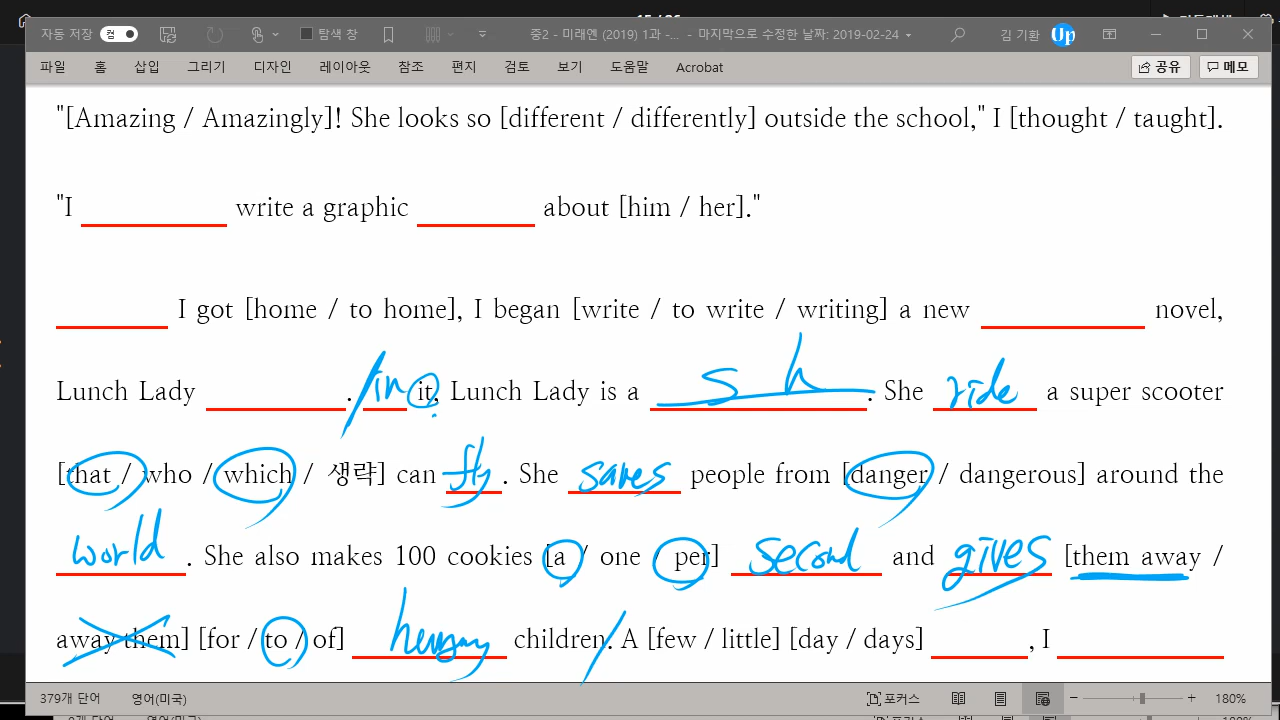 자동 저장 컴 탐색 창 중2 - 미래엔 (2019) 1과 -... - 마지막으로 수정한 날짜: 2019-02-24 김 기환 Up
파일 홈 삽입 그리기 디자인 레이아웃 참조 편지 검토 보기 도움말 Acrobat 공유 메모
"[Amazing / Amazingly]! She looks so [different / differently] outside the school," I [thought / taught].
"I write a graphic about [him / her]."
I got [home / to home], I began [write / to write / writing] a new novel,
Lunch Lady . in it, Lunch Lady is a s h . She ride a super scooter
[that / who / which / 생략] can fly . She saves people from [danger / dangerous] around the
world . She also makes 100 cookies [a / one / per] second and gives [them away /
away them] [for / to / of] hungry children. A [few / little] [day / days] , I
379개 단어 영어(미국) 포커스 180%